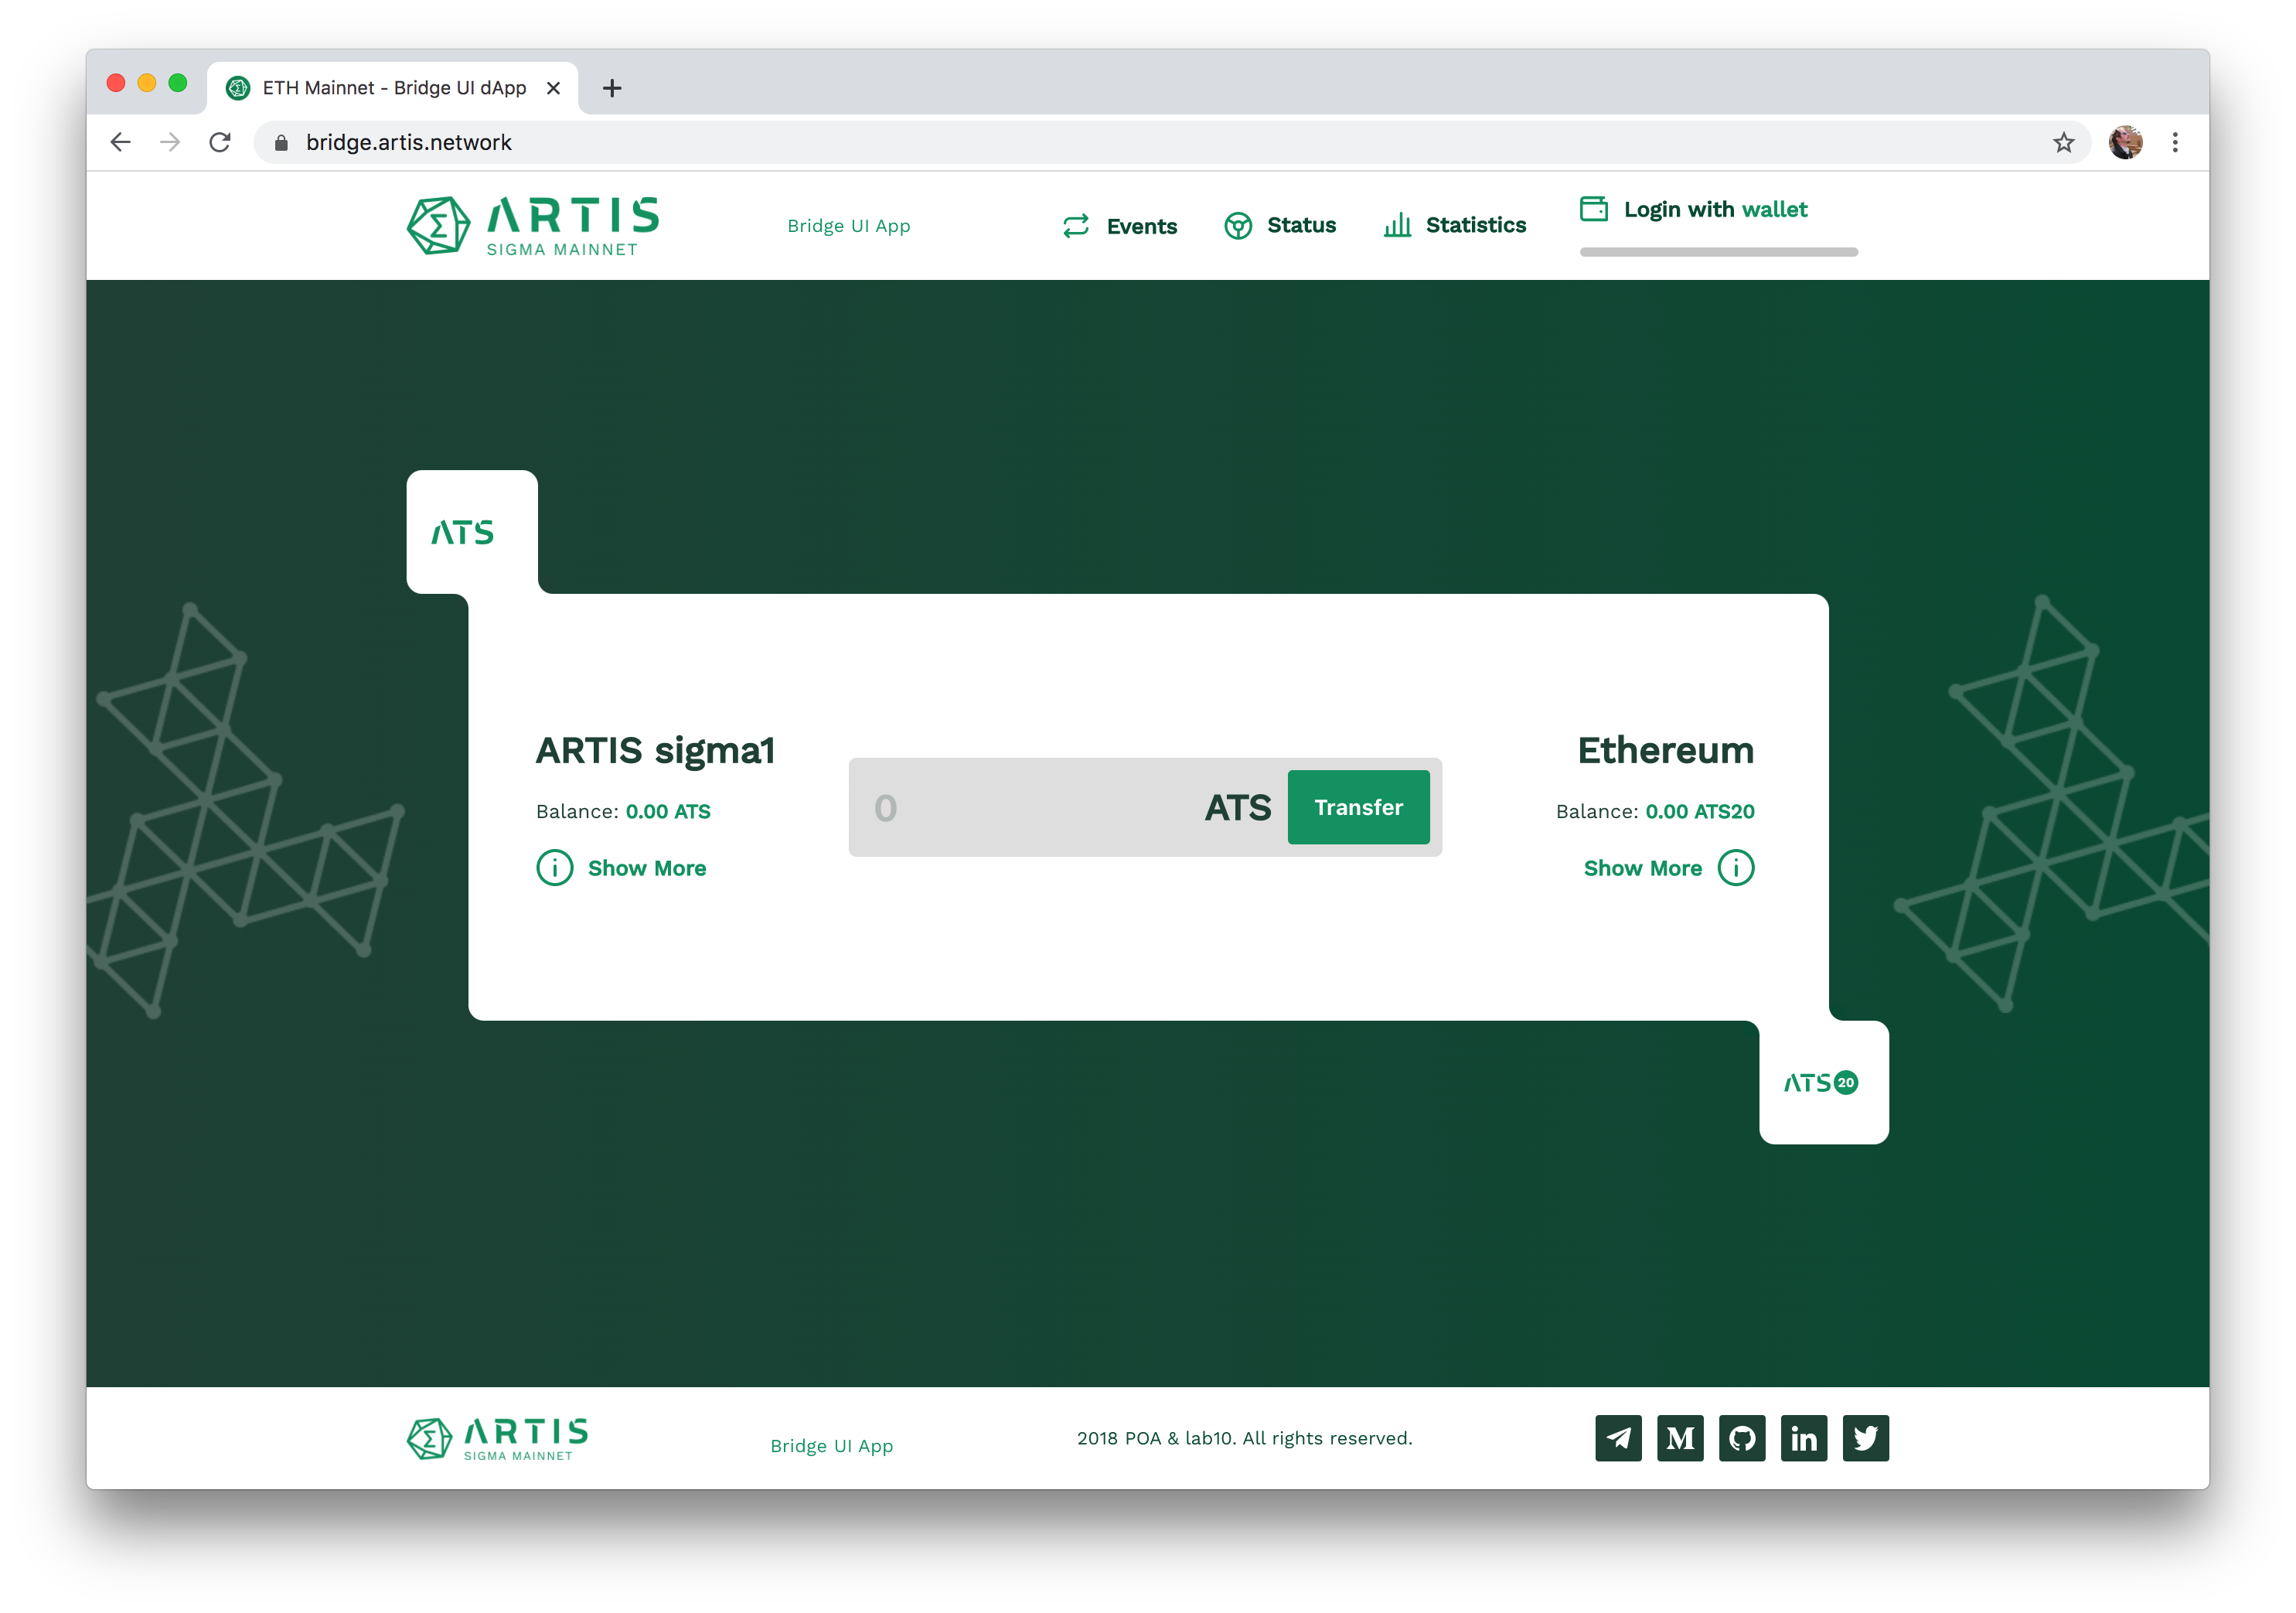 ETH Mainnet - Bridge UI dApp
bridge.artis.network
ARTIS
SIGMA MAINNET
Bridge UI App
Events
Status
Statistics
Login with wallet
ATS
ARTIS sigma1
Balance: 0.00 ATS
Show More
0
ATS
Transfer
Ethereum
Balance: 0.00 ATS20
Show More
ATS 20
ARTIS
SIGMA MAINNET
Bridge UI App
2018 POA & lab10. All rights reserved.